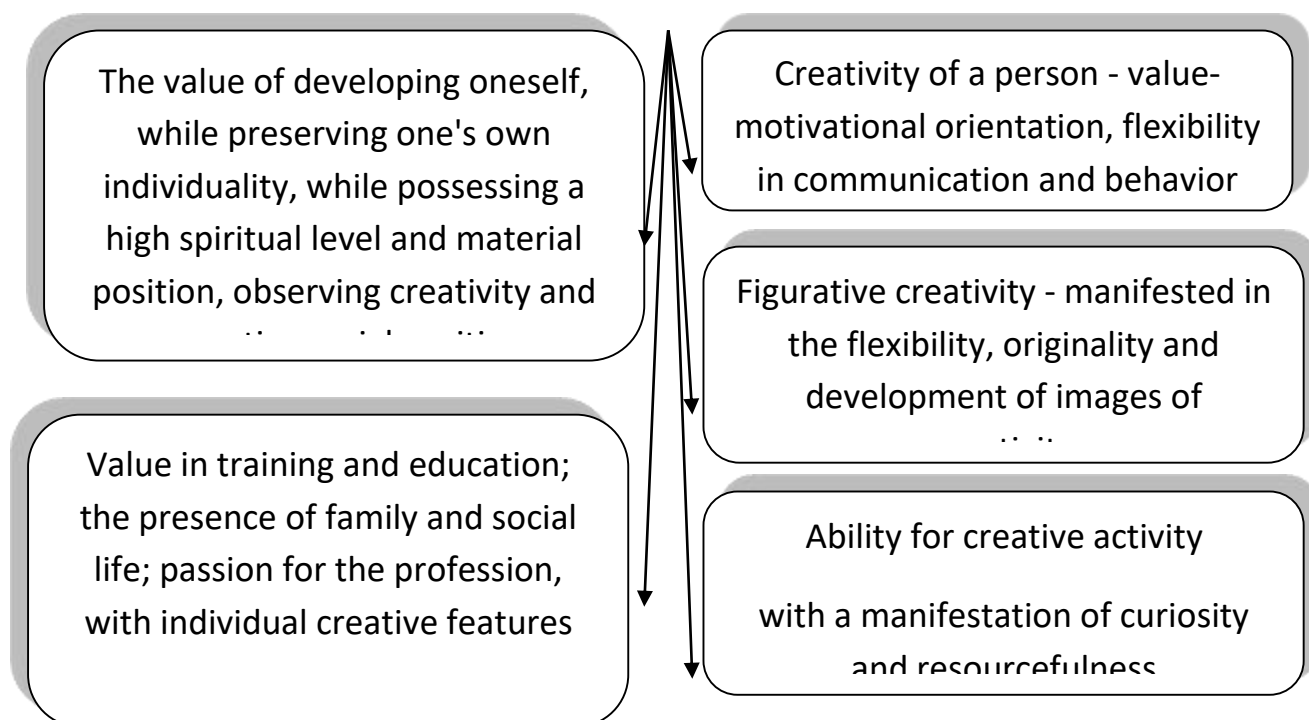 The value of developing oneself,
while preserving one's own
individuality, while possessing a
high spiritual level and material
position, observing creativity and
Value in training and education;
the presence of family and social
life; passion for the profession,
with individual creative features
Creativity of a person - value-
motivational orientation, flexibility
in communication and behavior
Figurative creativity - manifested in
the flexibility, originality and
development of images of
Ability for creative activity
with a manifestation of curiosity
and resourcefulness